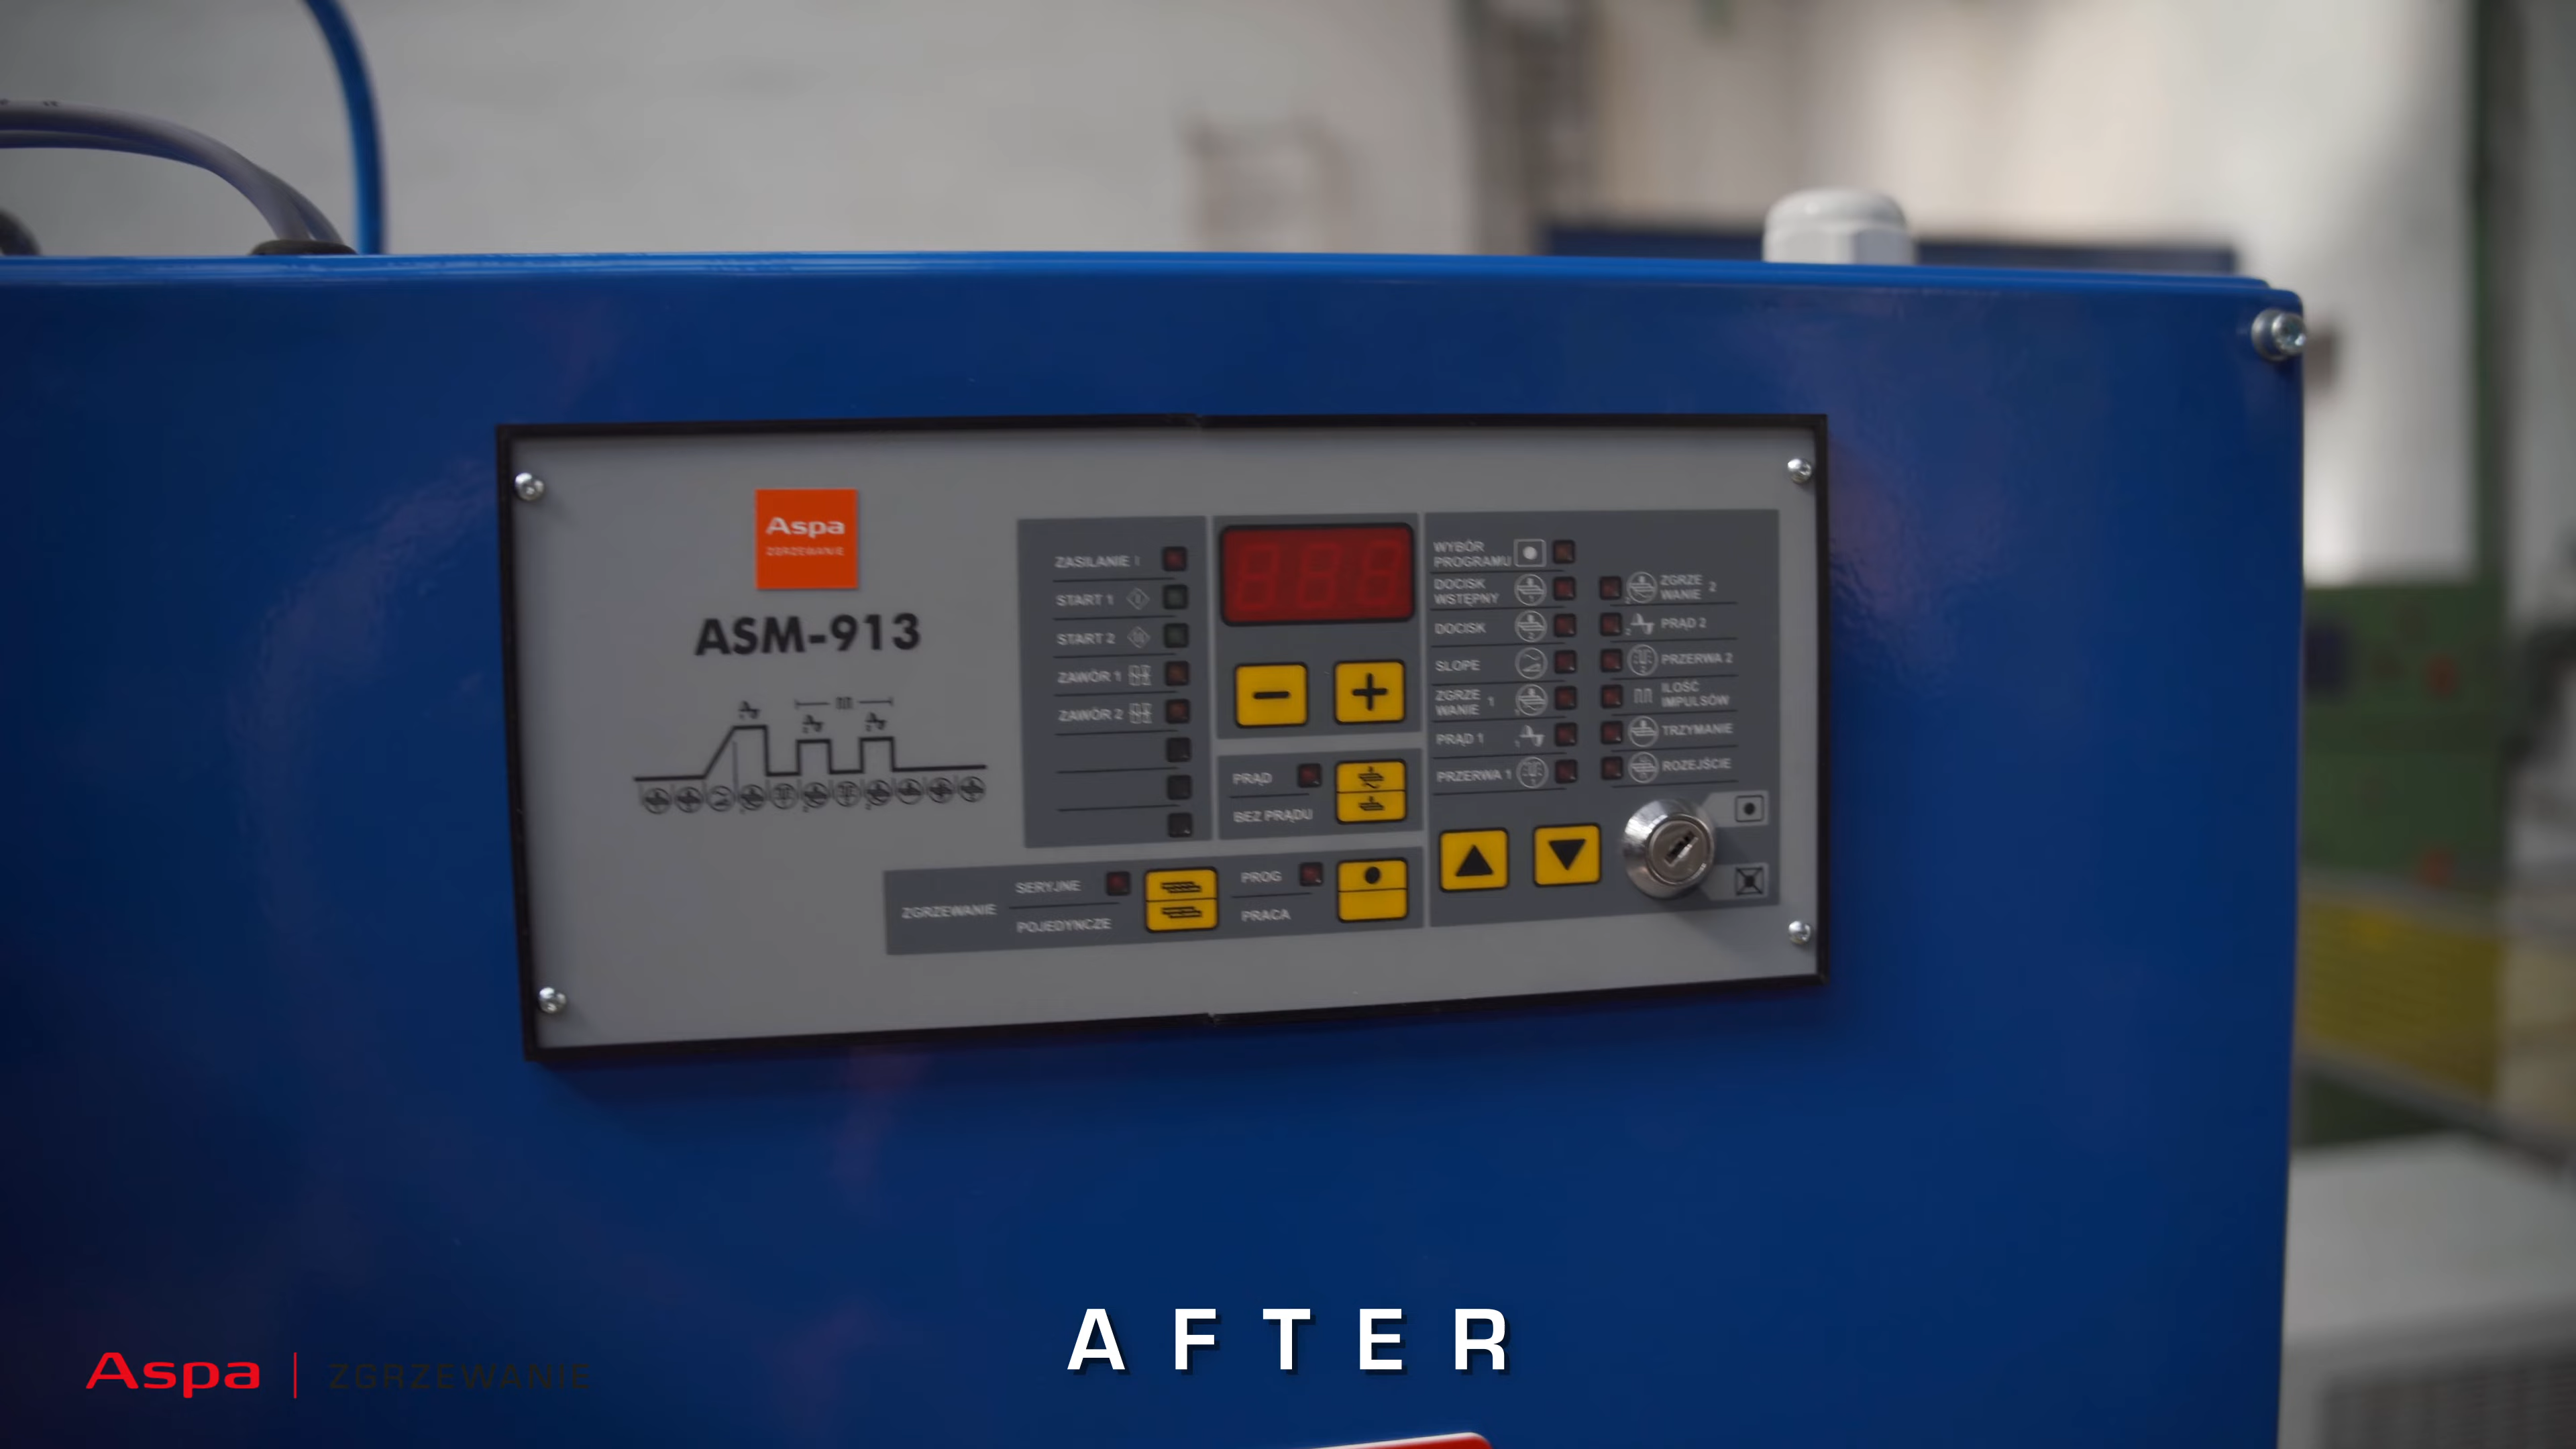 Aspa
ZGRZEWANIE
ASM-913
ZASILANIE
START 1
START 2
ZAWÓR 1
ZAWÓR 2
PRĄD
BEZ PRĄDU
ZGRZEWANIE
SERYJNE
POJEDYNCZE
PROG
PRACA
WYBÓR
PROGRAMU
DOCISK
WSTĘPNY
DOCISK
SLOPE
ZGRZE
WANIE 1
PRĄD 1
PRZERWA 1
ZGRZE
WANIE 2
PRĄD 2
PRZERWA 2
ILOŚĆ
IMPULSÓW
TRZYMANIE
ROZEJŚCIE
AFTER
Aspa | ZGRZEWANIE